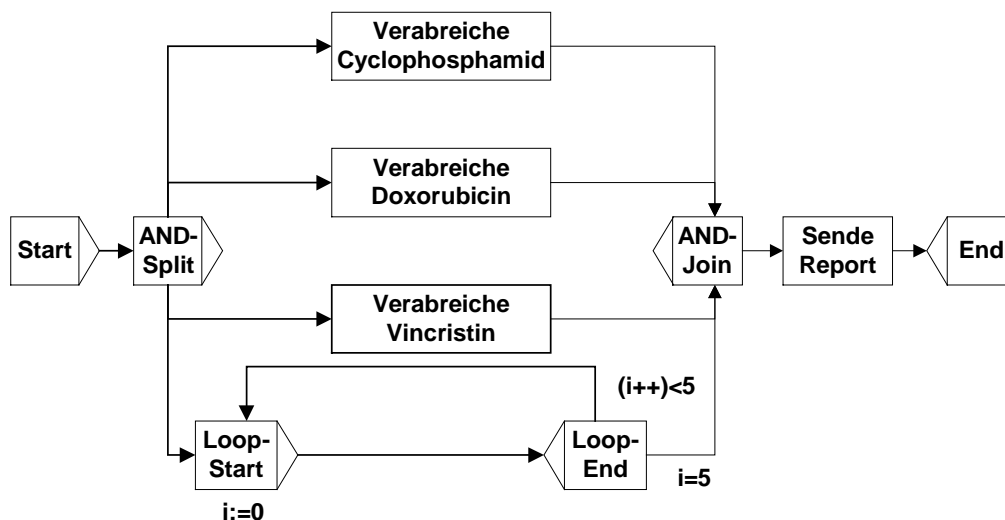 Verabreiche
Cyclophosphamid
Verabreiche
Doxorubicin
Start
AND-
Split
AND-
Join
Sende
Report
End
Verabreiche
Vincristin
(i++)<5
Loop-
Start
Loop-
End
i=5
i:=0